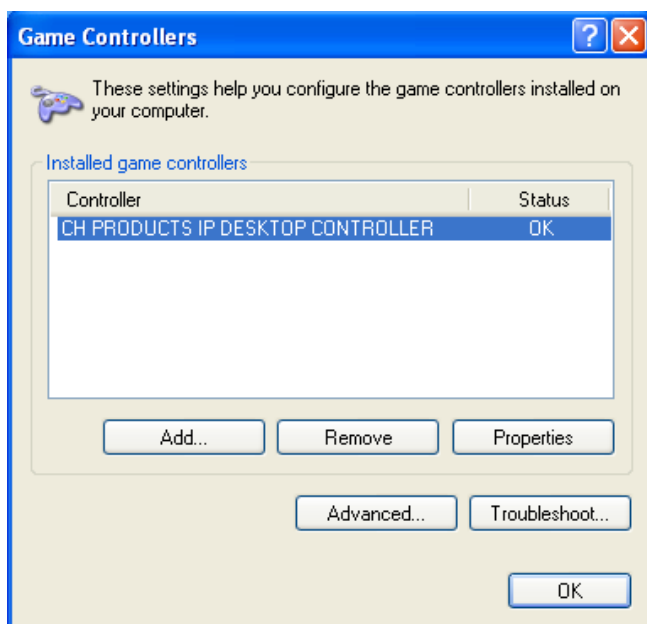 Game Controllers
These settings help you configure the game controllers installed on
your computer.
Installed game controllers
Controller Status
CH PRODUCTS IP DESKTOP CONTROLLER OK
Add... Remove Properties
Advanced... Troubleshoot...
OK